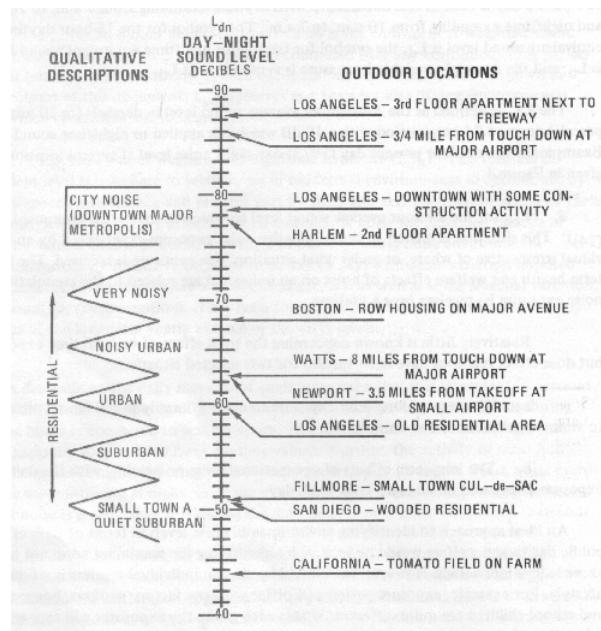 QUALITATIVE
DESCRIPTIONS
Ldn
DAY–NIGHT
SOUND LEVEL
DECIBELS
OUTDOOR LOCATIONS
–90–
LOS ANGELES – 3rd FLOOR APARTMENT NEXT TO
FREEWAY
LOS ANGELES – 3/4 MILE FROM TOUCH DOWN AT
MAJOR AIRPORT
CITY NOISE
(DOWNTOWN MAJOR
METROPOLIS)
–80–
LOS ANGELES – DOWNTOWN WITH SOME CON-
STRUCTION ACTIVITY
HARLEM – 2nd FLOOR APARTMENT
VERY NOISY
–70–
BOSTON – ROW HOUSING ON MAJOR AVENUE
RESIDENTIAL
NOISY URBAN
WATTS – 8 MILES FROM TOUCH DOWN AT
MAJOR AIRPORT
NEWPORT – 3.5 MILES FROM TAKEOFF AT
SMALL AIRPORT
URBAN
–60–
LOS ANGELES – OLD RESIDENTIAL AREA
SUBURBAN
FILLMORE – SMALL TOWN CUL–de–SAC
SMALL TOWN A
QUIET SUBURBAN
–50–
SAN DIEGO – WOODED RESIDENTIAL
CALIFORNIA – TOMATO FIELD ON FARM
–40–